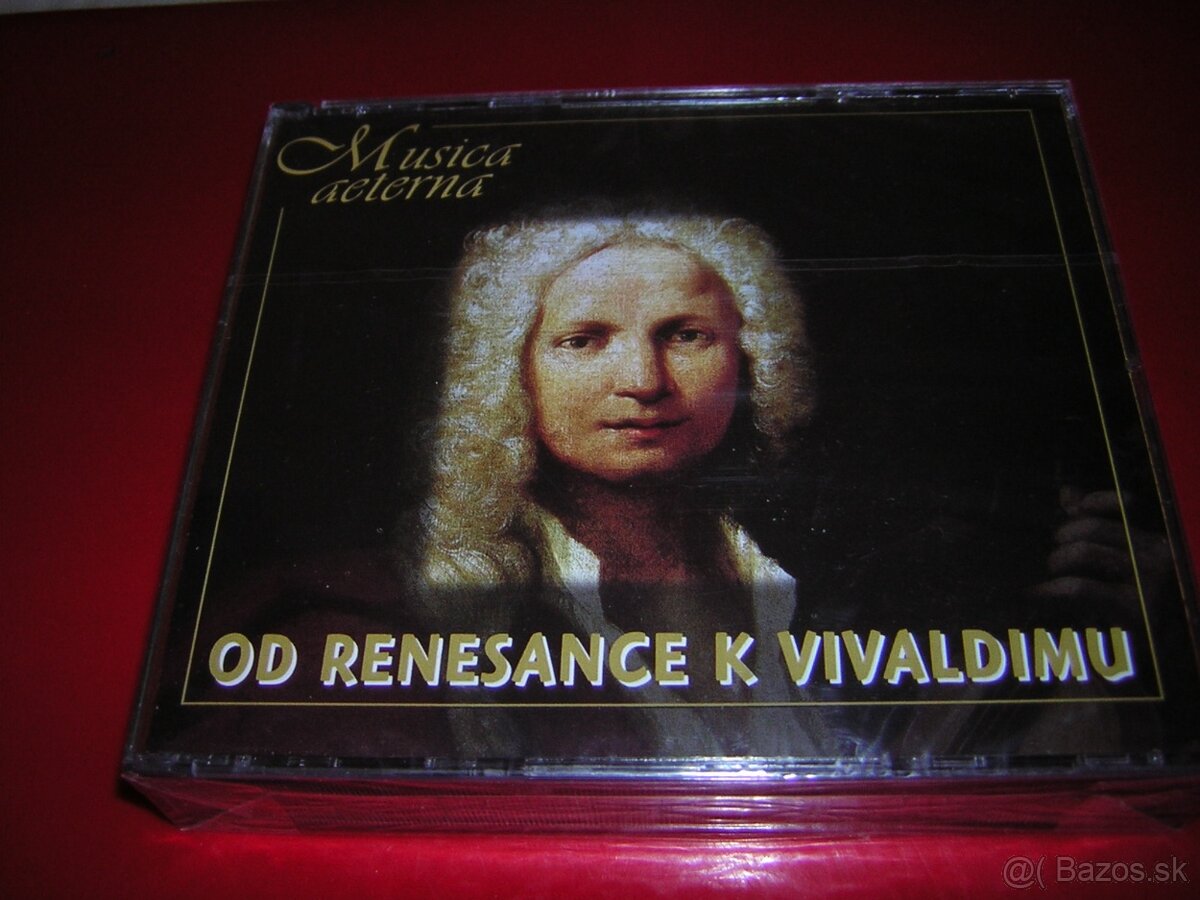 Musica
aeterna
OD RENESANCE K VIVALDIMU
@( Bazos.sk